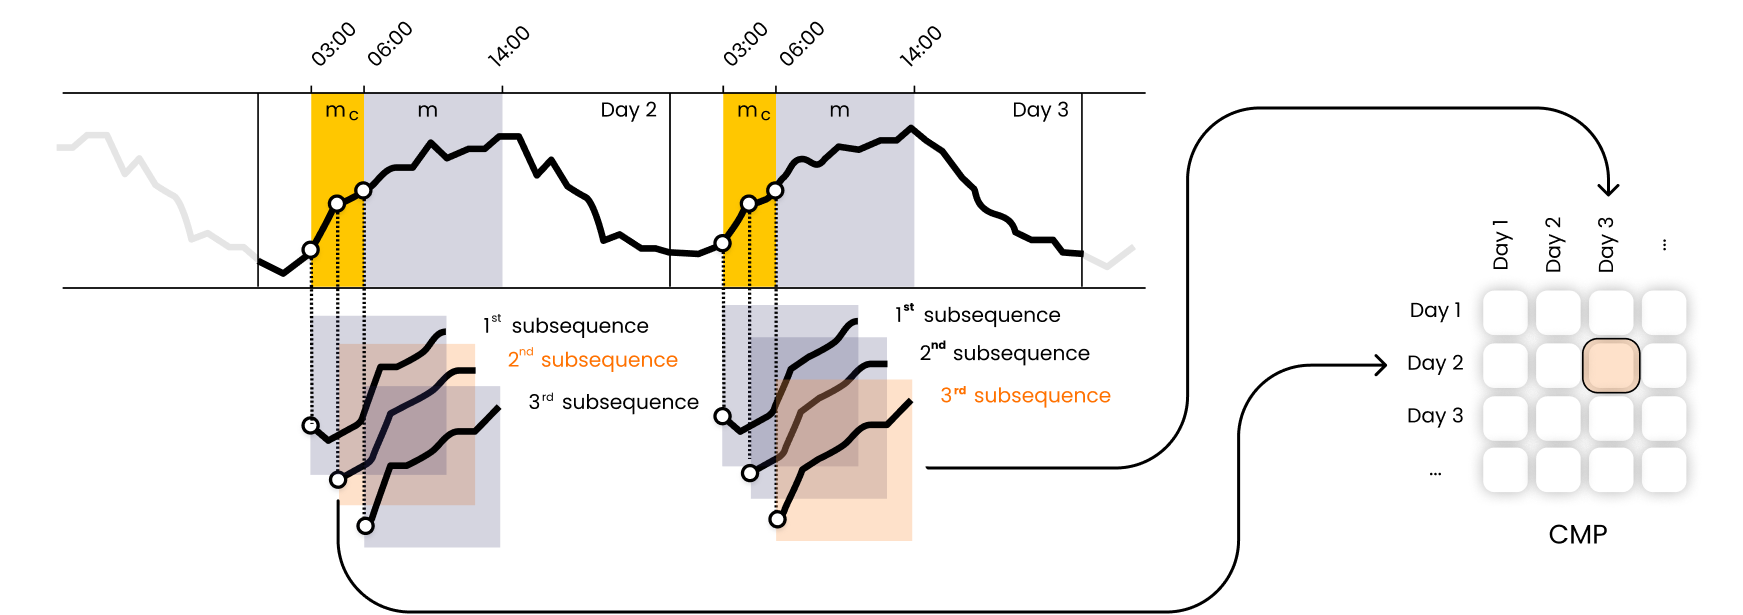 03:00 06:00 14:00 03:00 06:00 14:00
mc m Day 2 mc m Day 3
1st subsequence
2nd subsequence
3rd subsequence
1st subsequence
2nd subsequence
3rd subsequence
Day 1 Day 2 Day 3 ...
Day 1
Day 2
Day 3
...
CMP